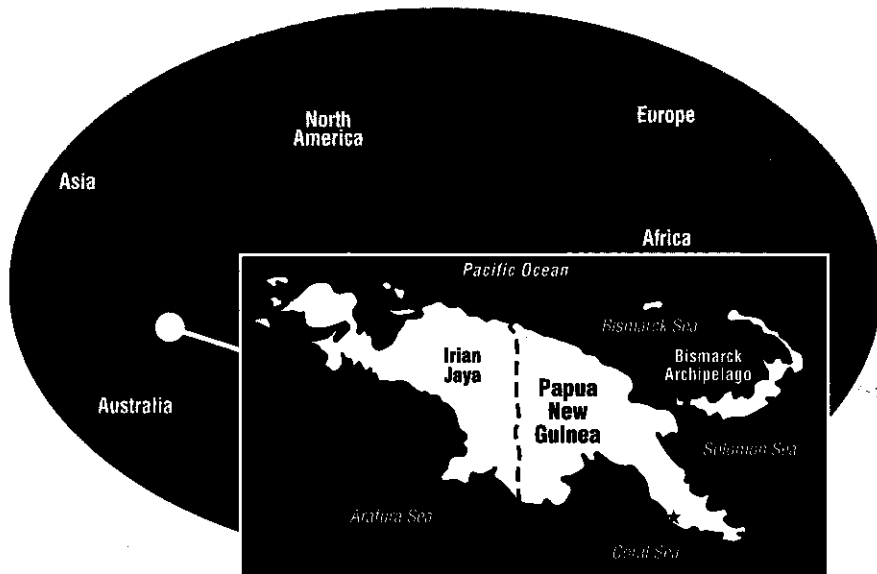 North
America
Europe
Asia
Africa
Pacific Ocean
Bismarck Sea
Irian
Jaya
Bismarck
Archipelago
Papua
New
Guinea
Australia
Solomon Sea
Arafura Sea
Coral Sea